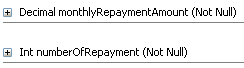 Decimal monthlyRepaymentAmount (Not Null)
Int numberOfRepayment (Not Null)